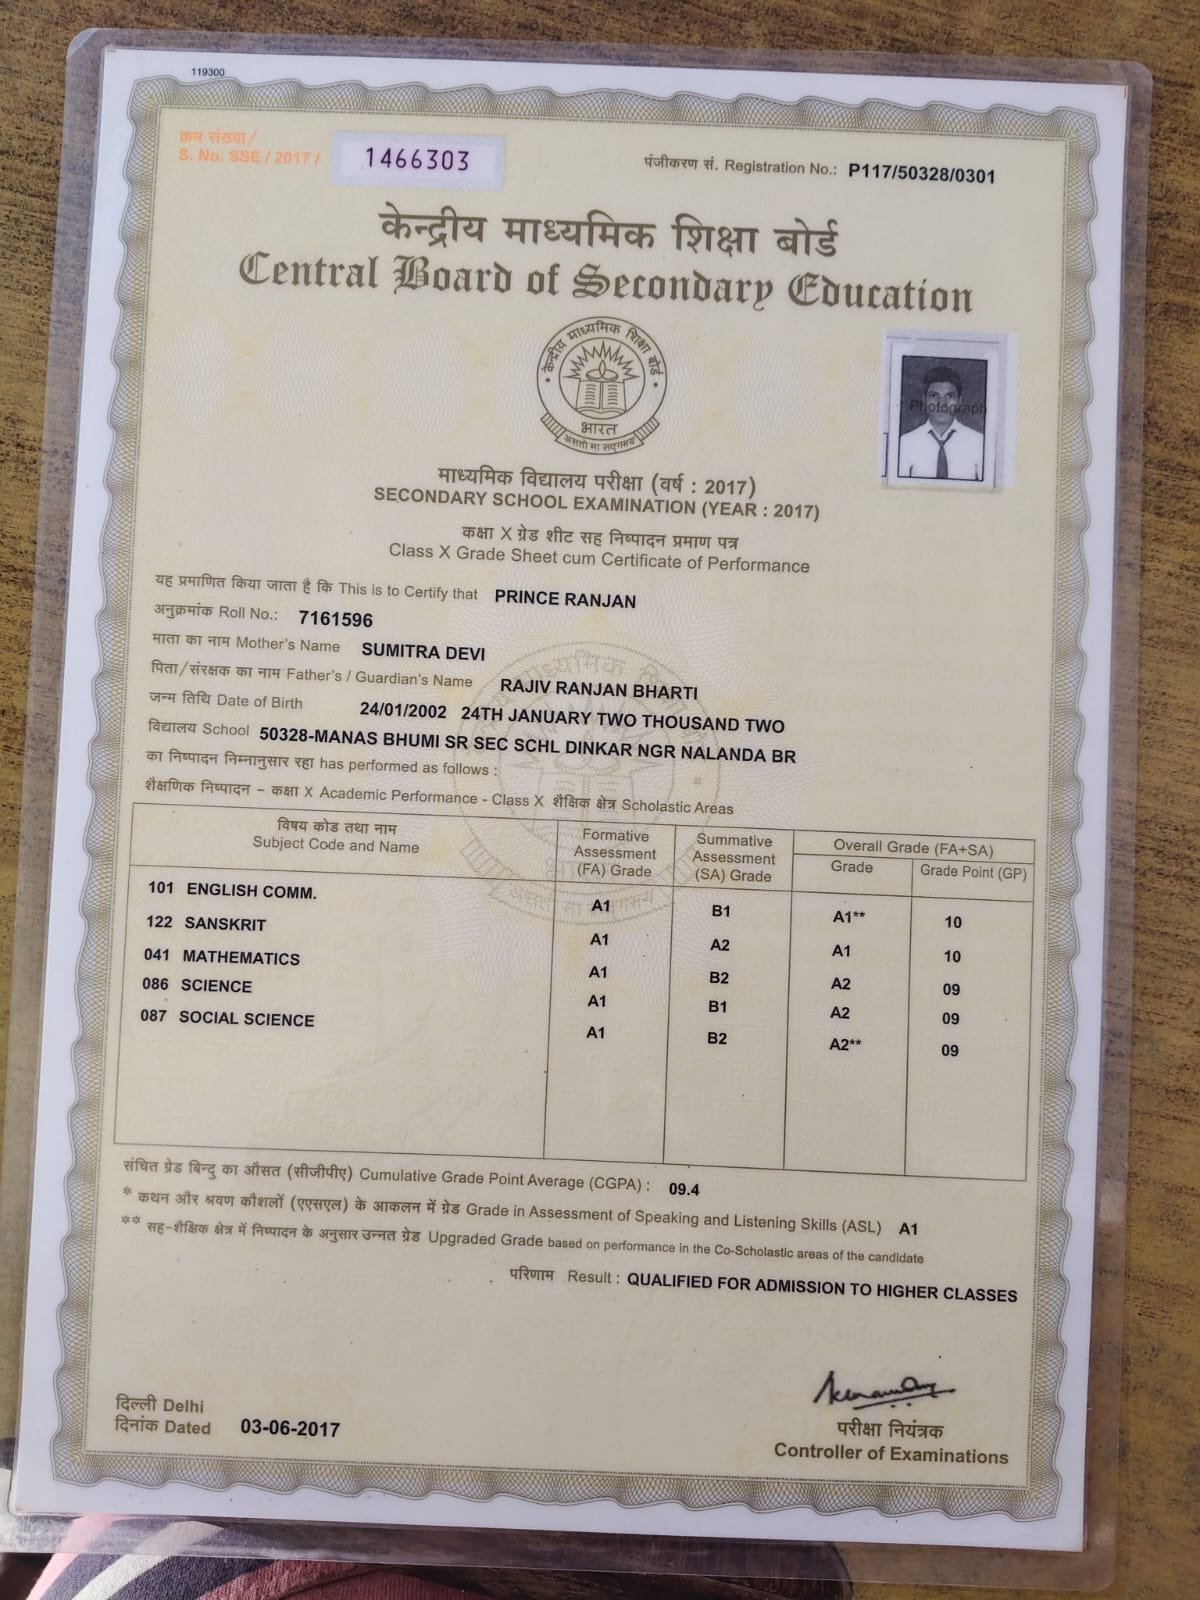 119300
क्रम संख्या/
S. No. SSE / 2017 / 1466303
पंजीकरण सं. Registration No.: P117/50328/0301
केन्द्रीय माध्यमिक शिक्षा बोर्ड
Central Board of Secondary Education
केन्द्रीय माध्यमिक शिक्षा बोर्ड
भारत
असतो मा सद्गमय
Photograph
माध्यमिक विद्यालय परीक्षा (वर्ष : 2017)
SECONDARY SCHOOL EXAMINATION (YEAR : 2017)
कक्षा X ग्रेड शीट सह निष्पादन प्रमाण पत्र
Class X Grade Sheet cum Certificate of Performance
यह प्रमाणित किया जाता है कि This is to Certify that PRINCE RANJAN
अनुक्रमांक Roll No.: 7161596
माता का नाम Mother's Name SUMITRA DEVI
पिता/संरक्षक का नाम Father's / Guardian's Name RAJIV RANJAN BHARTI
जन्म तिथि Date of Birth 24/01/2002 24TH JANUARY TWO THOUSAND TWO
विद्यालय School 50328-MANAS BHUMI SR SEC SCHL DINKAR NGR NALANDA BR
का निष्पादन निम्नानुसार रहा has performed as follows :
शैक्षणिक निष्पादन - कक्षा X Academic Performance - Class X शैक्षिक क्षेत्र Scholastic Areas
विषय कोड तथा नाम
Subject Code and Name
Formative
Assessment
(FA) Grade
Summative
Assessment
(SA) Grade
Overall Grade (FA+SA)
Grade Grade Point (GP)
101 ENGLISH COMM. A1 B1 A1** 10
122 SANSKRIT A1 A2 A1 10
041 MATHEMATICS A1 B2 A2 09
086 SCIENCE A1 B1 A2 09
087 SOCIAL SCIENCE A1 B2 A2** 09
संचित ग्रेड बिन्दु का औसत (सीजीपीए) Cumulative Grade Point Average (CGPA) : 09.4
* कथन और श्रवण कौशलों (एएसएल) के आकलन में ग्रेड Grade in Assessment of Speaking and Listening Skills (ASL) A1
** सह-शैक्षिक क्षेत्र में निष्पादन के अनुसार उन्नत ग्रेड Upgraded Grade based on performance in the Co-Scholastic areas of the candidate
परिणाम Result : QUALIFIED FOR ADMISSION TO HIGHER CLASSES
दिल्ली Delhi
दिनांक Dated 03-06-2017
परीक्षा नियंत्रक
Controller of Examinations